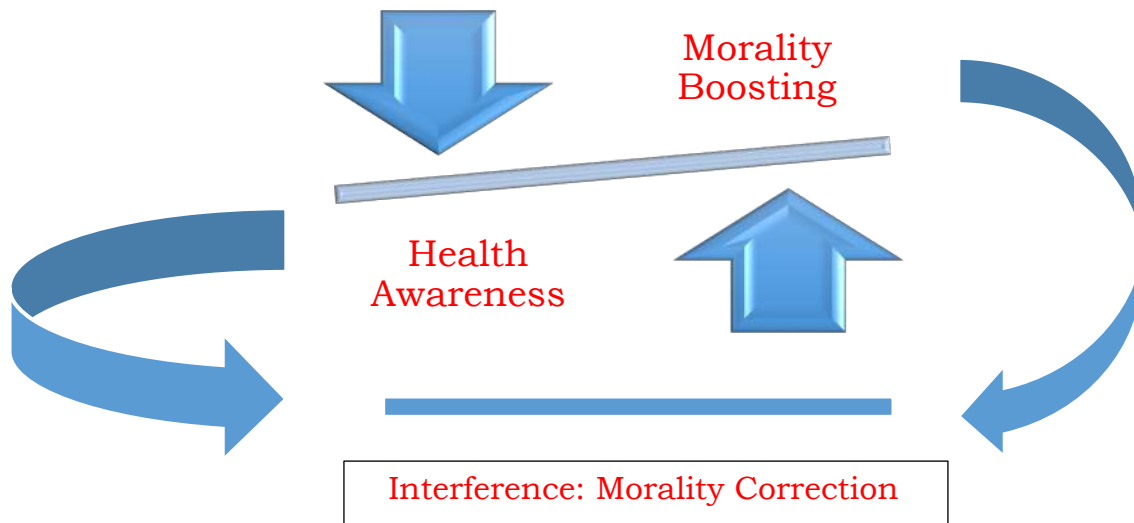 Morality
Boosting
Health
Awareness
Interference: Morality Correction